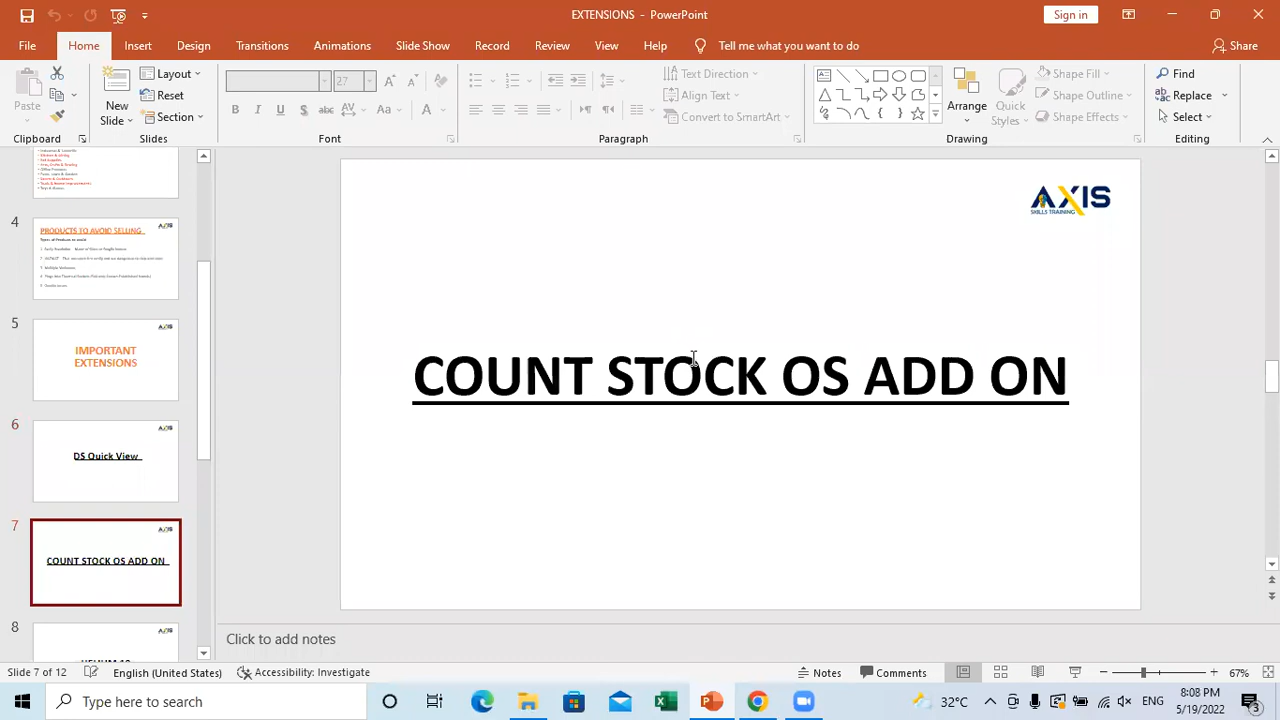 EXTENSIONS - PowerPoint
Sign in
File Home Insert Design Transitions Animations Slide Show Record Review View Help Tell me what you want to do Share
Paste
New Slide
Layout
Reset
Section
27
Text Direction
Align Text
Convert to SmartArt
Arrange
Quick Styles
Shape Fill
Shape Outline
Shape Effects
Find
Replace
Select
Clipboard Slides Font Paragraph Drawing Editing
4
PRODUCTS TO AVOID SELLING
5
IMPORTANT
EXTENSIONS
6
DS Quick View
7
COUNT STOCK OS ADD ON
8
AXIS
SKILLS TRAINING
COUNT STOCK OS ADD ON
Click to add notes
Slide 7 of 12 English (United States) Accessibility: Investigate Notes Comments 67%
Type here to search
32°C ENG
8:08 PM
5/19/2022
3